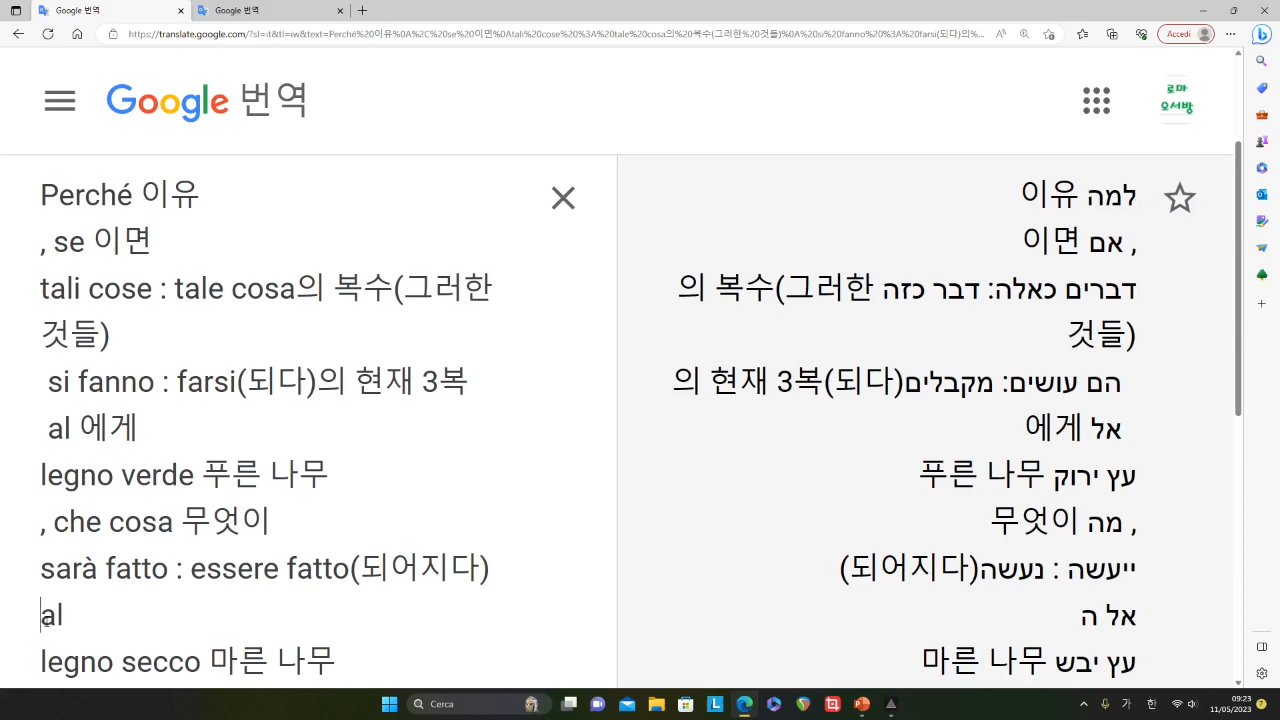 Google 번역
Google 번역
https://translate.google.com/?sl=it&tl=iw&text=Perché%20이유%0A%2C%20se%20이면%0Atali%20cose%20%3A%20tale%20cosa의%20복수(그러한%20것들)%0A%20si%20fanno%20%3A%20farsi(되다)의%...
Accedi
Google 번역
로마
오서방
Perché 이유
, se 이면
tali cose : tale cosa의 복수(그러한
것들)
si fanno : farsi(되다)의 현재 3복
al 에게
legno verde 푸른 나무
, che cosa 무엇이
sarà fatto : essere fatto(되어지다)
al
legno secco 마른 나무
למה 이유
, אם 이면
דברים כאלה: דבר כזה 의 복수(그러한
것들)
הם עושים: מקבלים(되다)의 현재 3복
אל 에게
עץ ירוק 푸른 나무
, מה 무엇이
ייעשה : נעשה(되어지다)
אל ה
עץ יבש 마른 나무
Cerca
가
한
09:23
11/05/2023